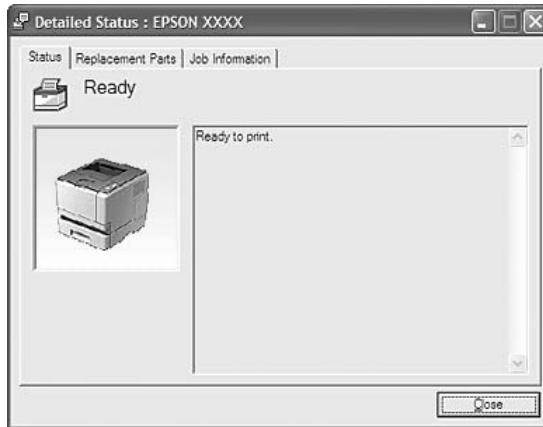 Detailed Status : EPSON XXXX
Status Replacement Parts Job Information
Ready
Ready to print.
Close